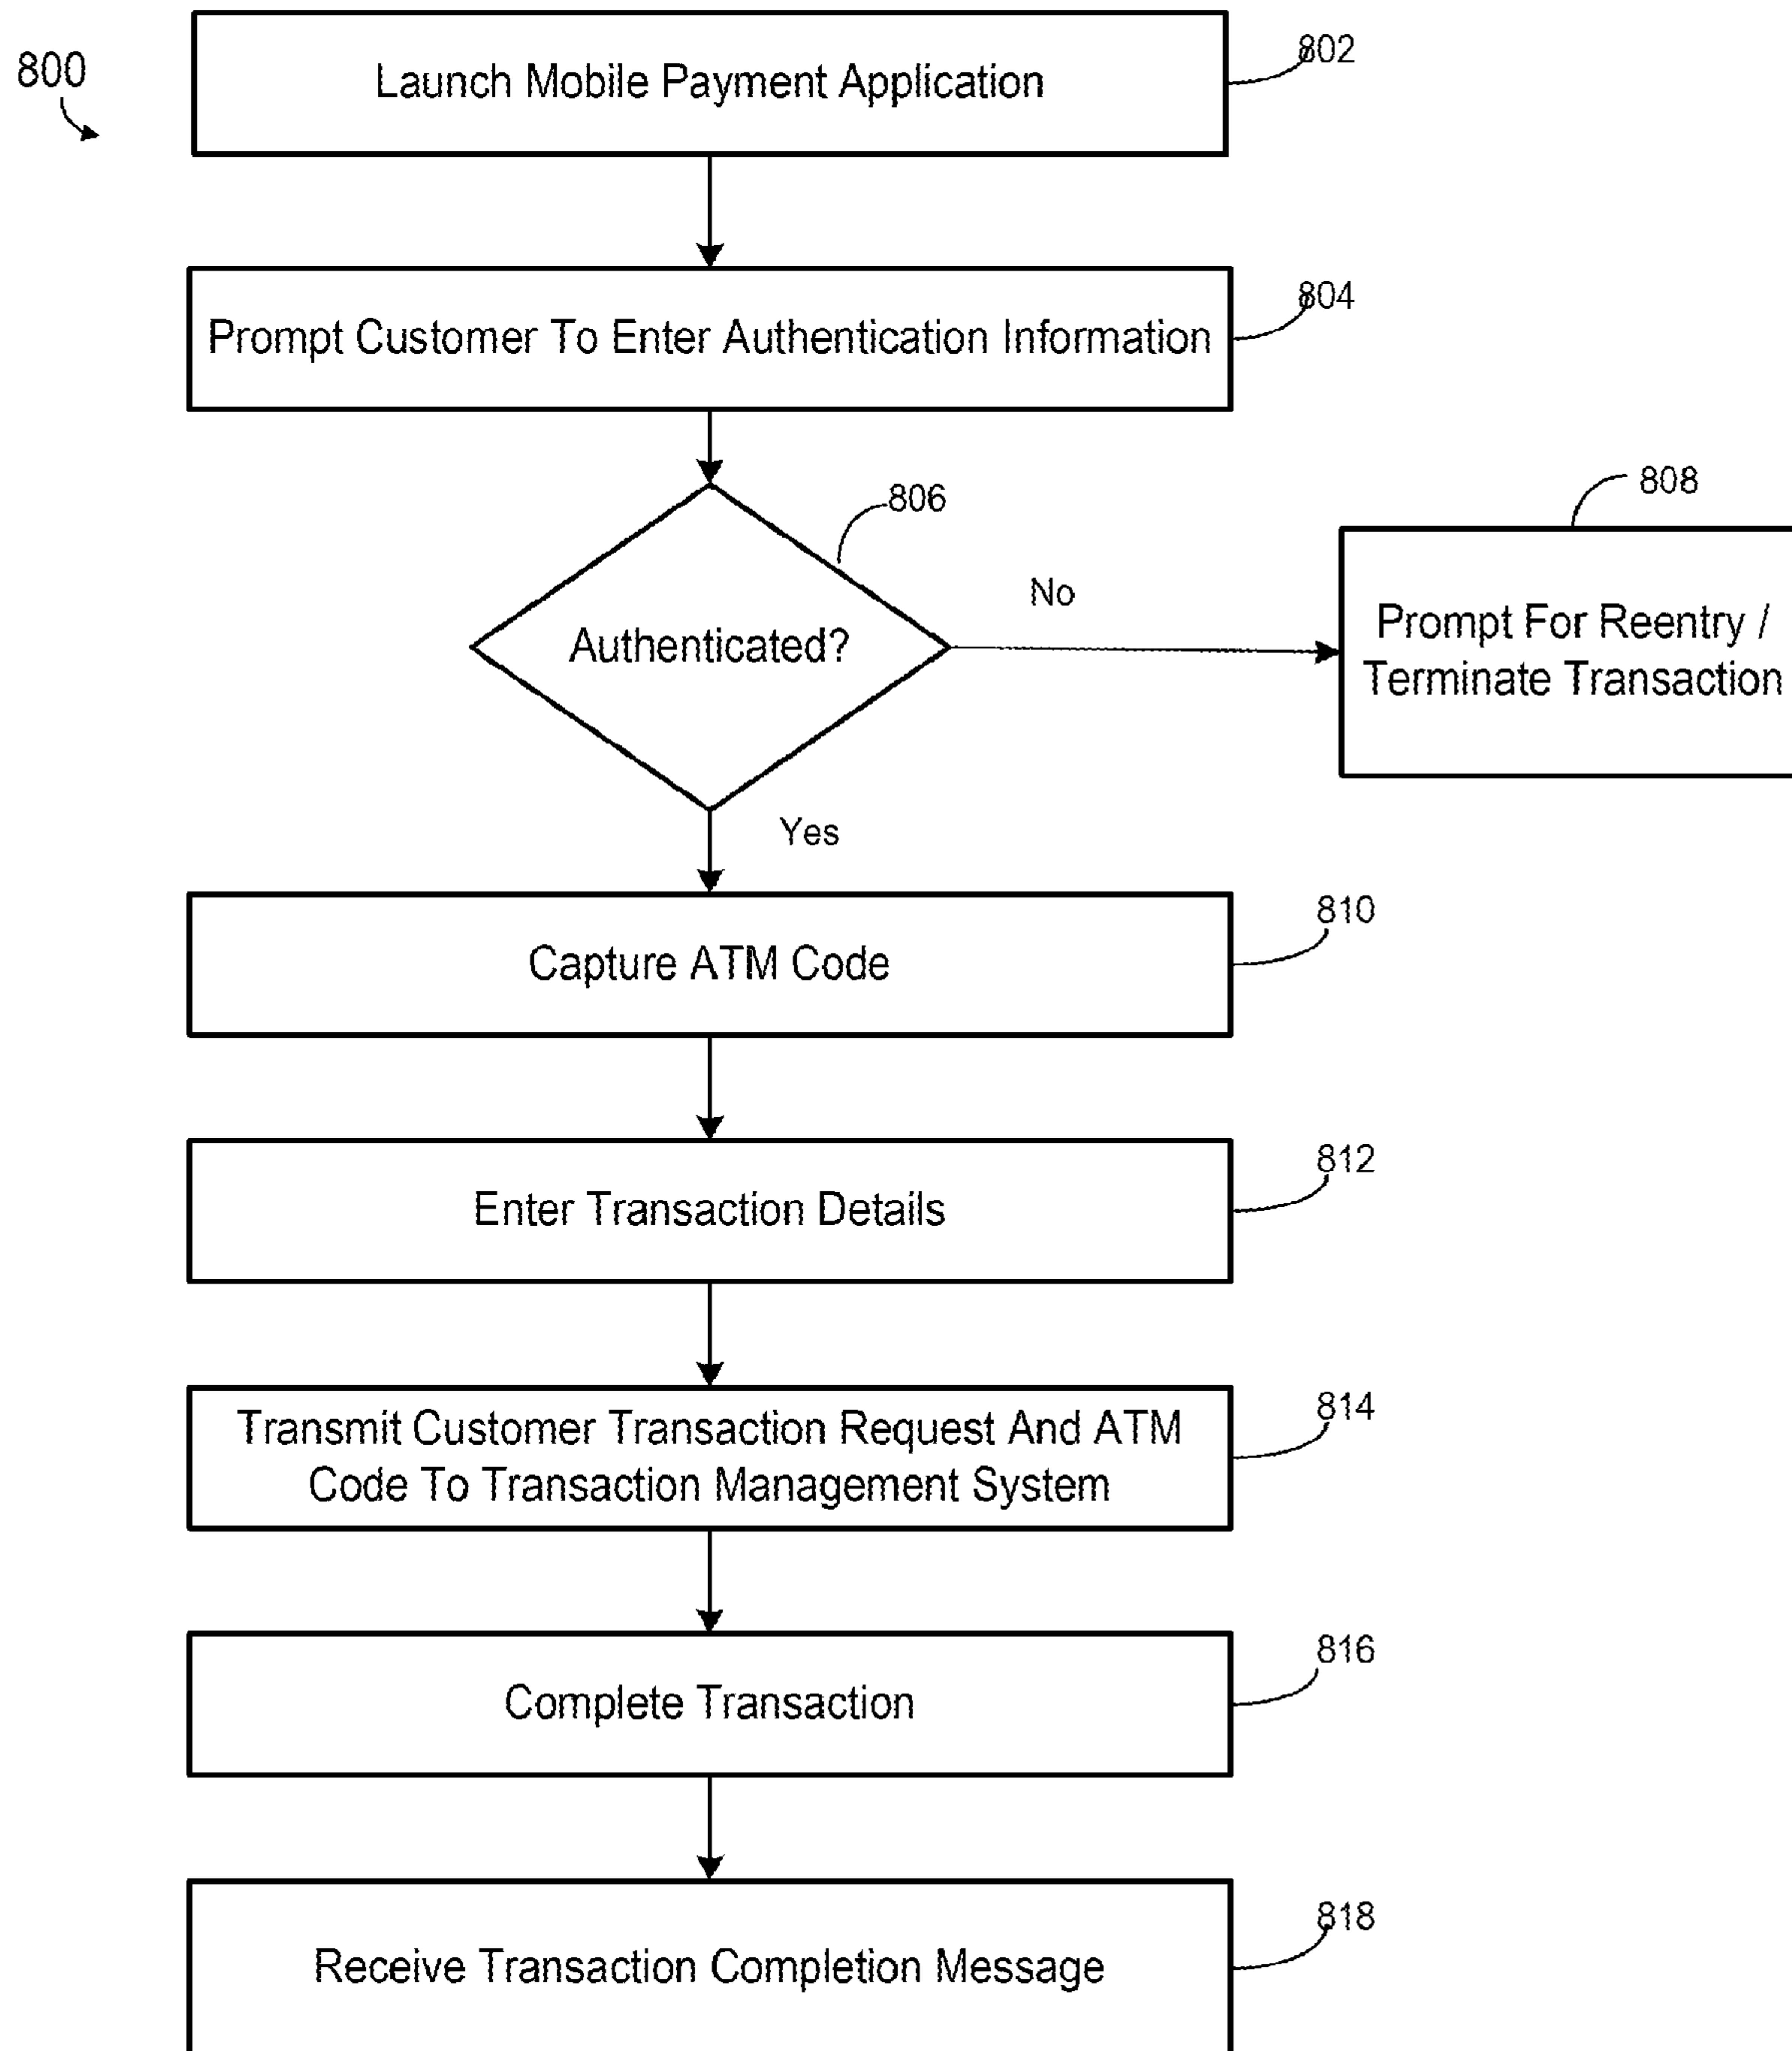 800
Launch Mobile Payment Application
802
Prompt Customer To Enter Authentication Information
804
806
Authenticated?
No
808
Prompt For Reentry /
Terminate Transaction
Yes
Capture ATM Code
810
Enter Transaction Details
812
Transmit Customer Transaction Request And ATM
Code To Transaction Management System
814
Complete Transaction
816
Receive Transaction Completion Message
818